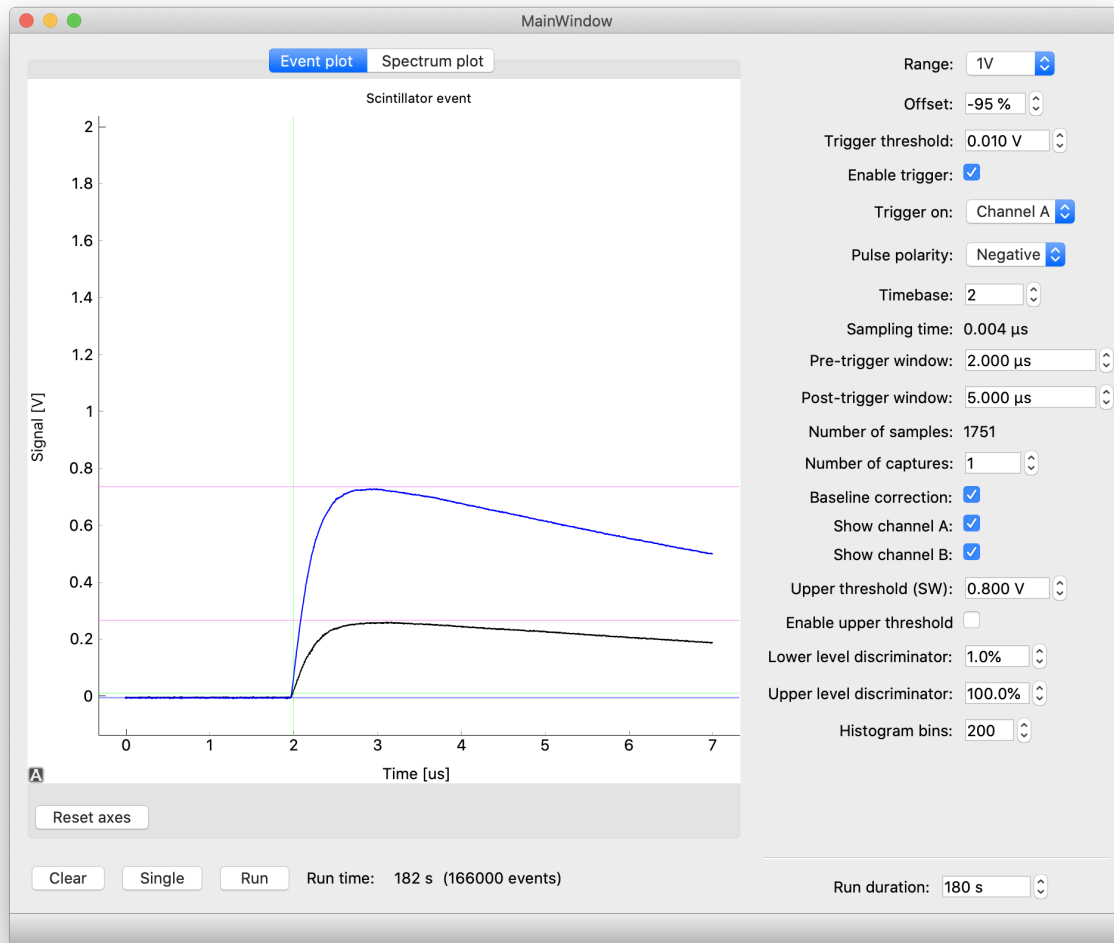 MainWindow
Event plot
Spectrum plot
Scintillator event
2
1.8
1.6
1.4
1.2
1
0.8
0.6
0.4
0.2
0
Signal [V]
0 1 2 3 4 5 6 7
Time [us]
A
Reset axes
Clear
Single
Run
Run time: 182 s (166000 events)
Range: 1V
Offset: -95 %
Trigger threshold: 0.010 V
Enable trigger:
Trigger on: Channel A
Pulse polarity: Negative
Timebase: 2
Sampling time: 0.004 µs
Pre-trigger window: 2.000 µs
Post-trigger window: 5.000 µs
Number of samples: 1751
Number of captures: 1
Baseline correction:
Show channel A:
Show channel B:
Upper threshold (SW): 0.800 V
Enable upper threshold
Lower level discriminator: 1.0%
Upper level discriminator: 100.0%
Histogram bins: 200
Run duration: 180 s